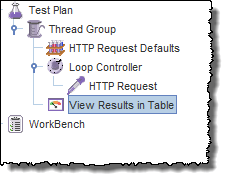 Test Plan
Thread Group
HTTP Request Defaults
Loop Controller
HTTP Request
View Results in Table
WorkBench